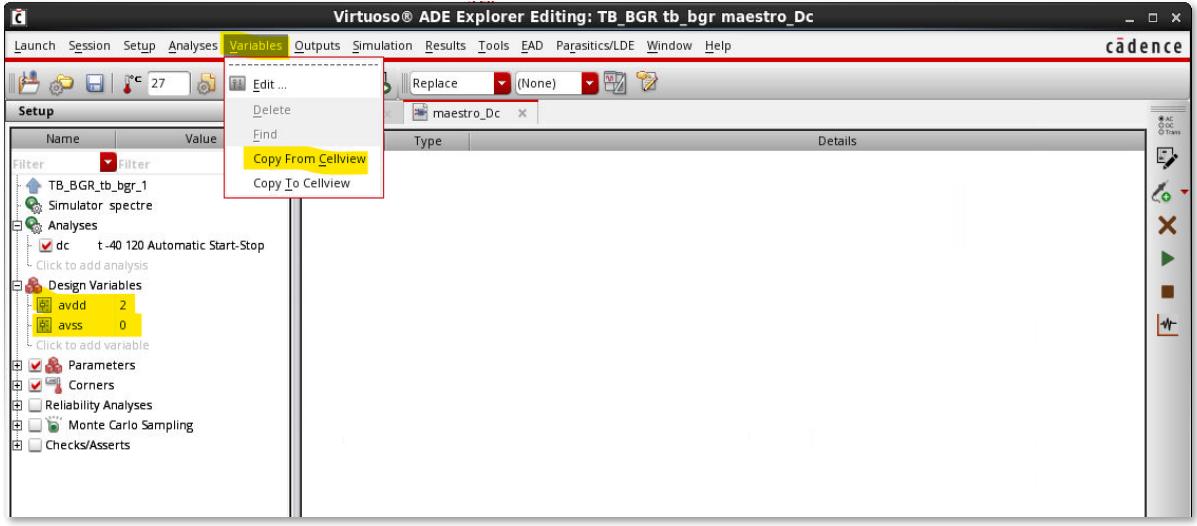 Virtuoso® ADE Explorer Editing: TB_BGR tb_bgr maestro_Dc
Launch Session Setup Analyses Variables Outputs Simulation Results Tools EAD Parasitics/LDE Window Help
cādence
27
Replace
(None)
Edit ...
Delete
Find
Copy From Cellview
Copy To Cellview
Setup
maestro_Dc
Name Value
Type Details
Filter Filter
TB_BGR_tb_bgr_1
Simulator spectre
Analyses
dc t -40 120 Automatic Start-Stop
Click to add analysis
Design Variables
avdd 2
avss 0
Click to add variable
Parameters
Corners
Reliability Analyses
Monte Carlo Sampling
Checks/Asserts
AC
DC
Trans